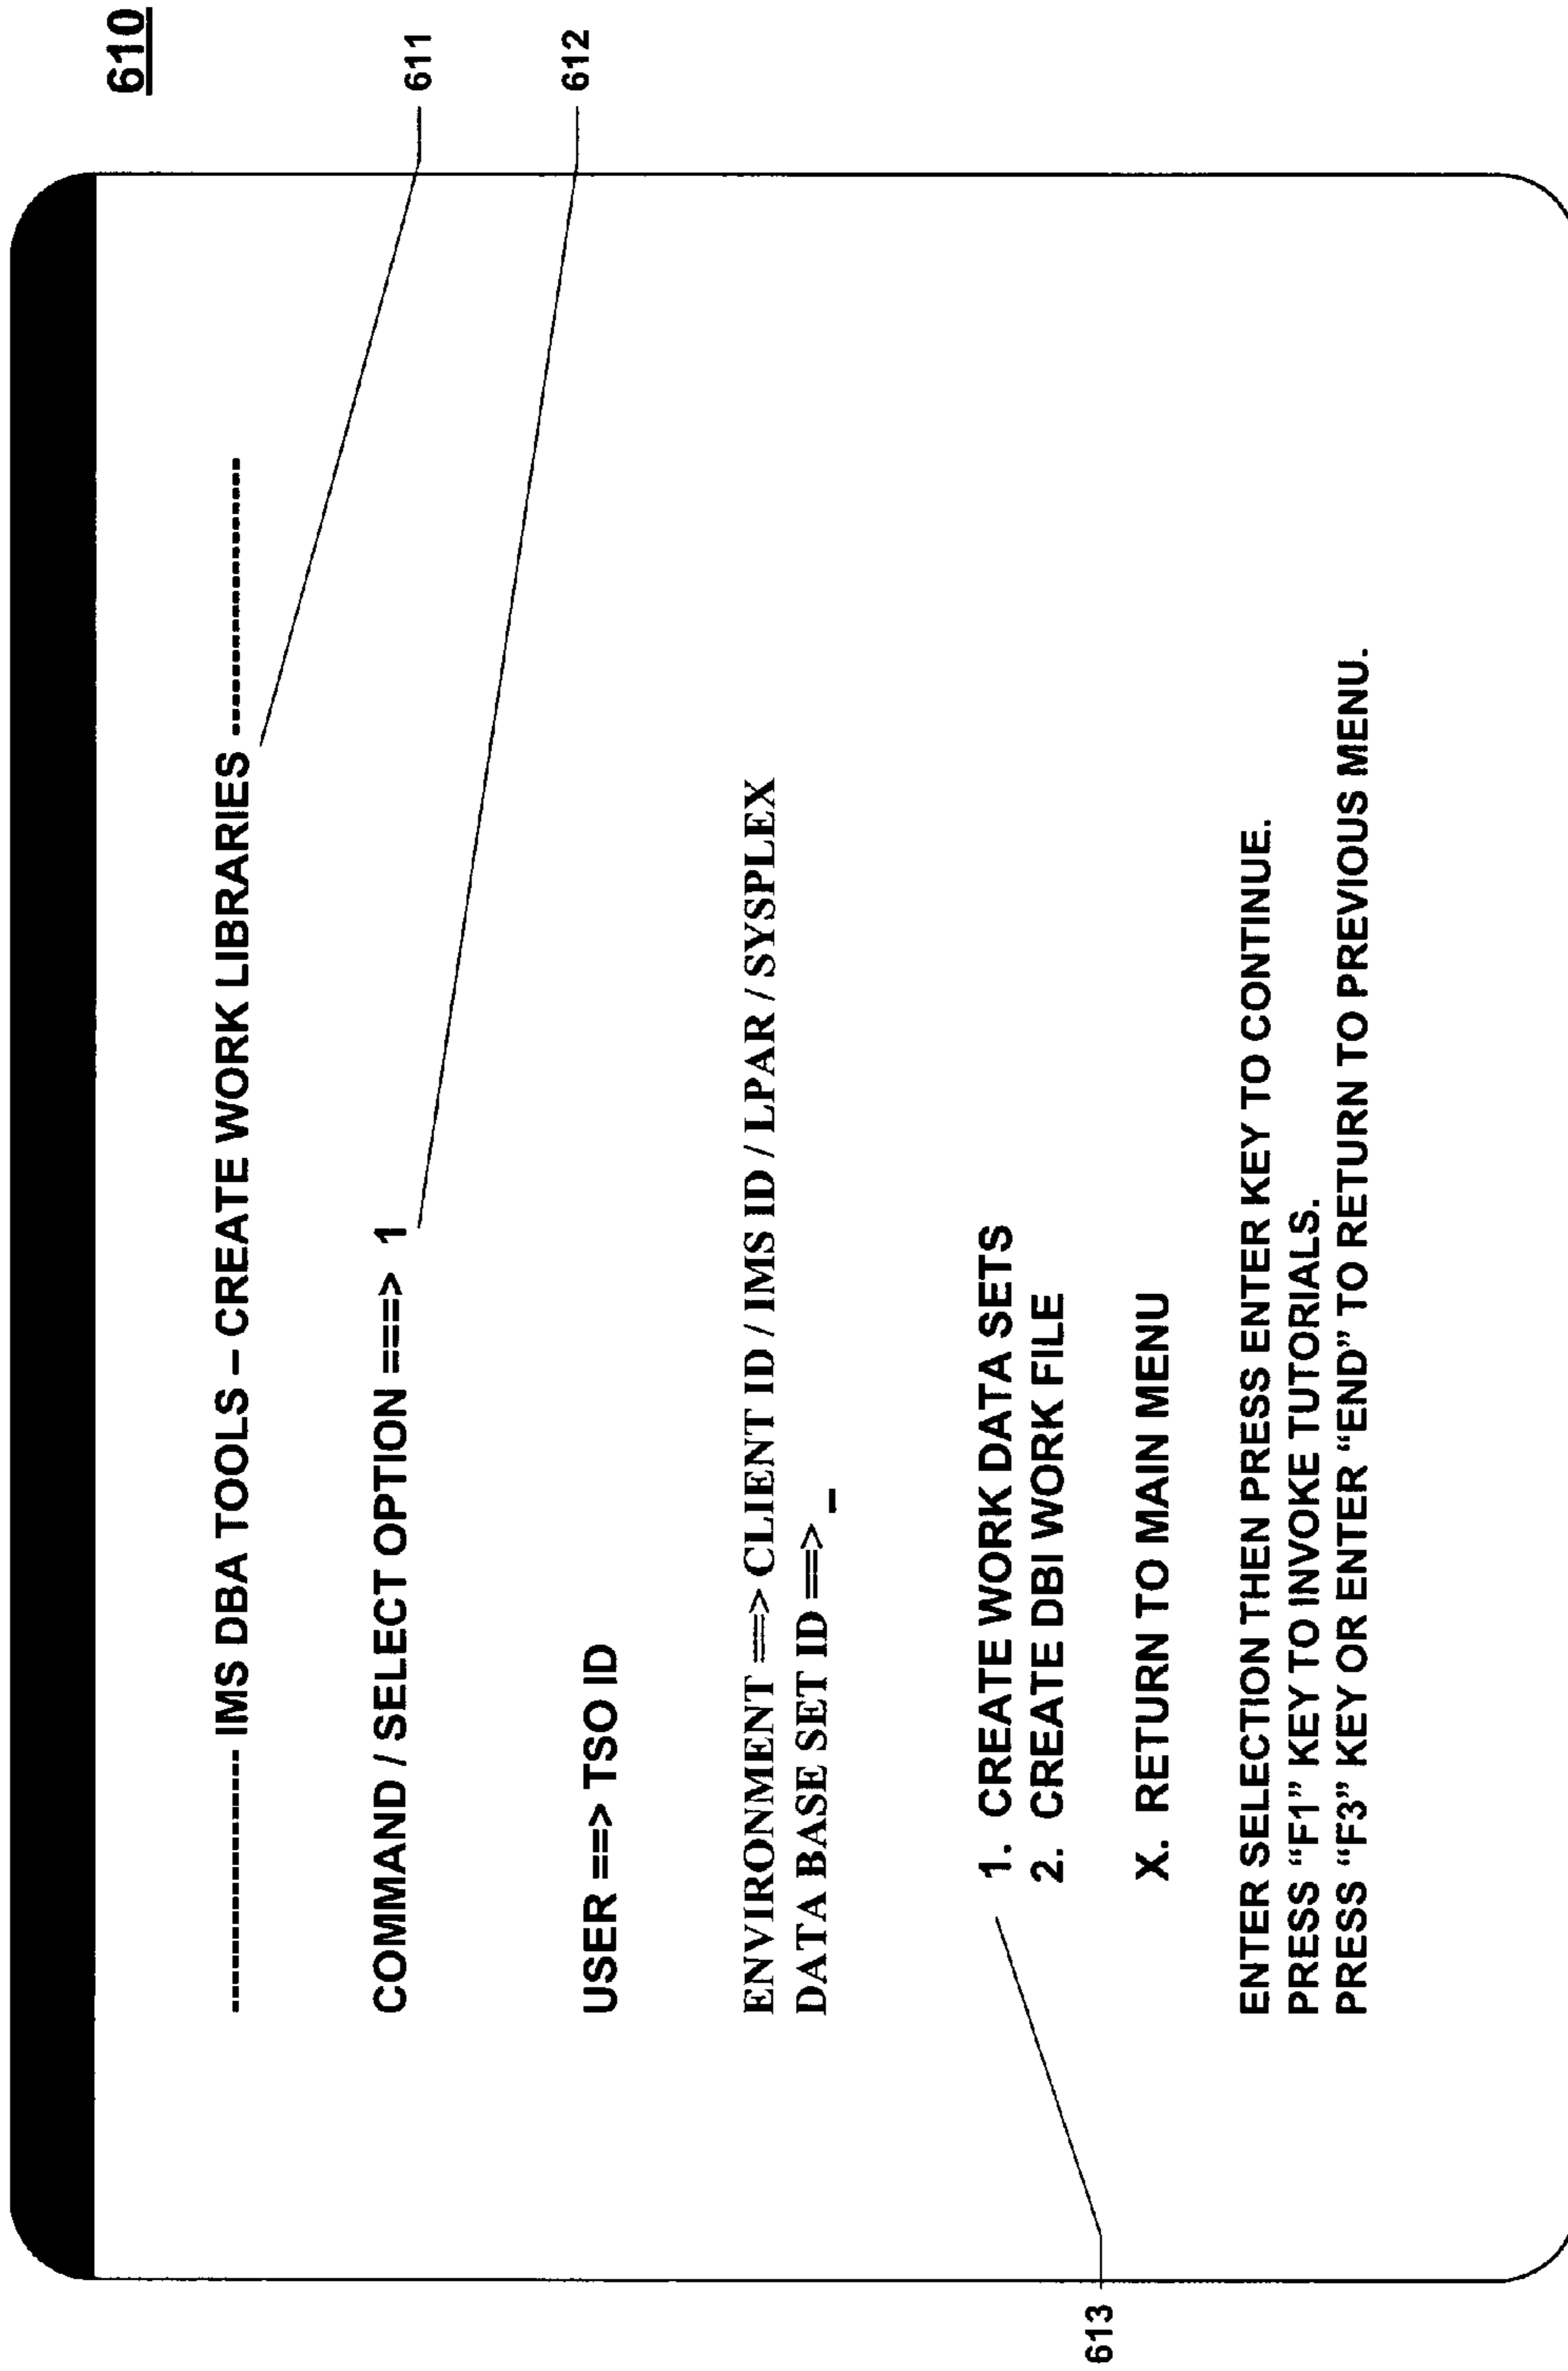 610
----------------- IMS DBA TOOLS – CREATE WORK LIBRARIES -----------------
611
COMMAND / SELECT OPTION ===> 1
612
USER ==> TSO ID
ENVIRONMENT ==> CLIENT ID / IMS ID / LPAR / SYSPLEX
DATA BASE SET ID ==> _
1. CREATE WORK DATA SETS
2. CREATE DBI WORK FILE
613
X. RETURN TO MAIN MENU
ENTER SELECTION THEN PRESS ENTER KEY TO CONTINUE.
PRESS “F1” KEY TO INVOKE TUTORIALS.
PRESS “F3” KEY OR ENTER “END” TO RETURN TO PREVIOUS MENU.